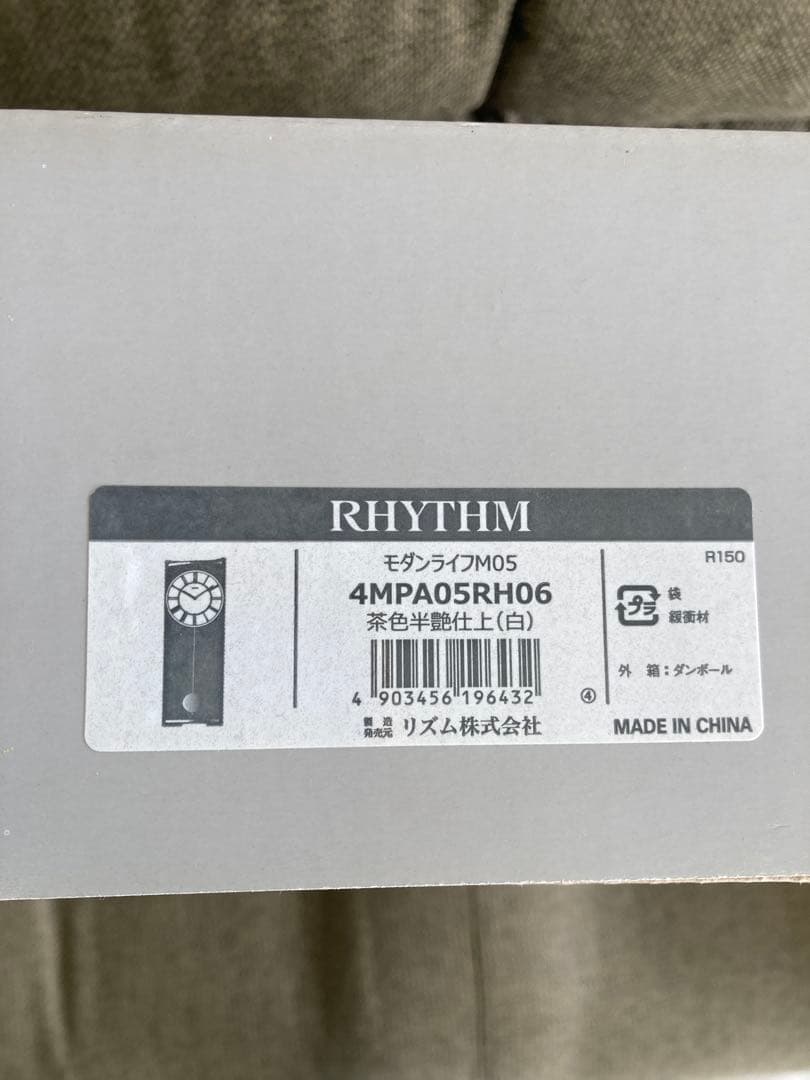 RHYTHM
モダンライフM05
4MPA05RH06
茶色半艶仕上(白)
4 903456 196432
④
製造
発売元 リズム株式会社
R150
プラ
袋
緩衝材
外 箱：ダンボール
MADE IN CHINA